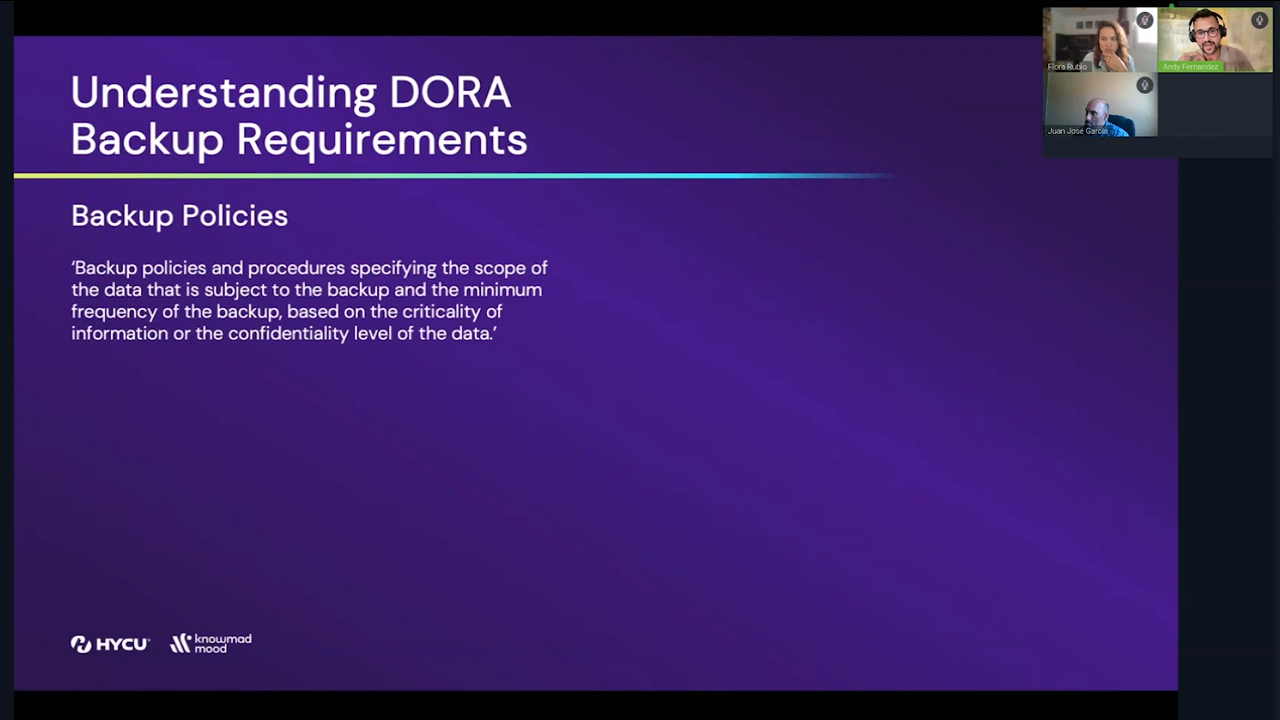 Understanding DORA
Backup Requirements
Backup Policies
‘Backup policies and procedures specifying the scope of
the data that is subject to the backup and the minimum
frequency of the backup, based on the criticality of
information or the confidentiality level of the data.’
HYCU®
knowmad
mood
Flora Rubio
Andy Fernandez
Juan Jose Garcia